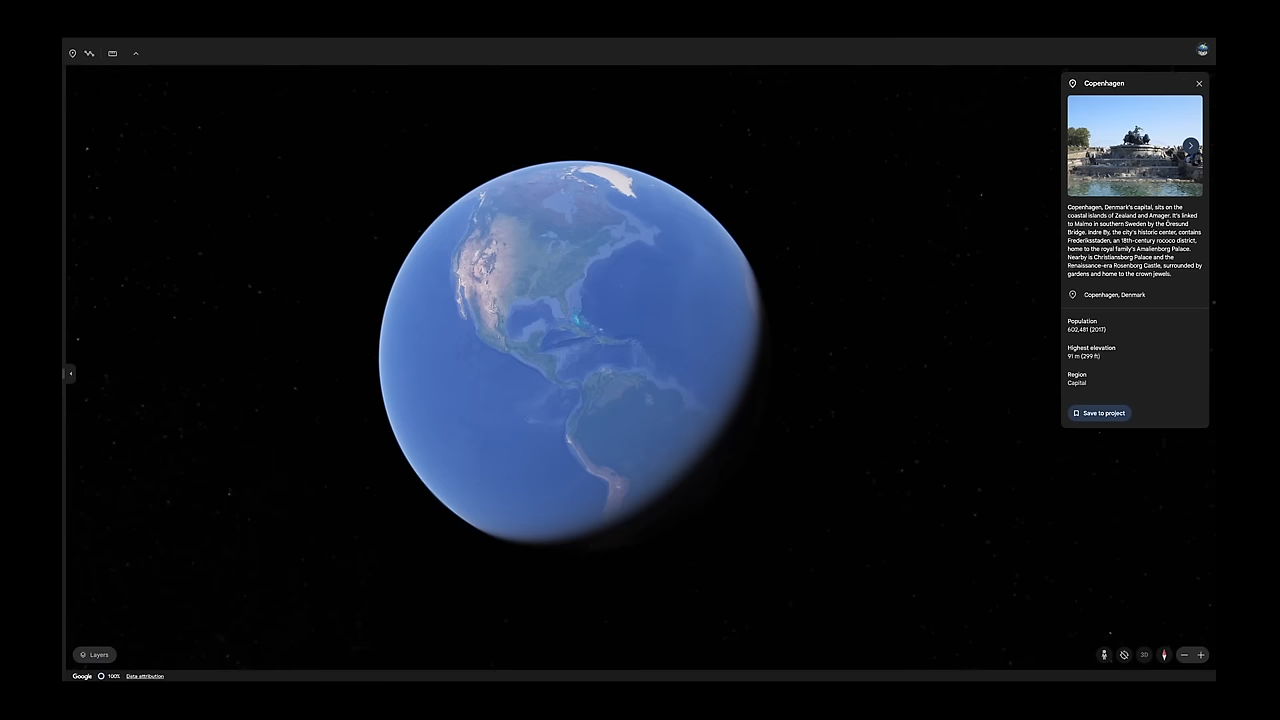 Copenhagen
Copenhagen, Denmark's capital, sits on the
coastal islands of Zealand and Amager. It's linked
to Malmo in southern Sweden by the Öresund
Bridge. Indre By, the city's historic center, contains
Frederiksstaden, an 18th-century rococo district,
home to the royal family's Amalienborg Palace.
Nearby is Christiansborg Palace and the
Renaissance-era Rosenborg Castle, surrounded by
gardens and home to the crown jewels.
Copenhagen, Denmark
Population
602,481 (2017)
Highest elevation
91 m (299 ft)
Region
Capital
Save to project
Layers
3D
Google
100%
Data attribution